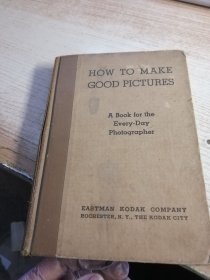 HOW TO MAKE
GOOD PICTURES
A Book for the
Every-Day
Photographer
EASTMAN KODAK COMPANY
ROCHESTER, N. Y., THE KODAK CITY